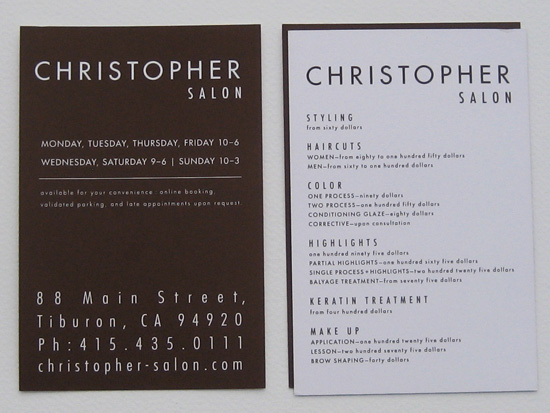 CHRISTOPHER
SALON
MONDAY, TUESDAY, THURSDAY, FRIDAY 10–6
WEDNESDAY, SATURDAY 9–6 | SUNDAY 10–3
available for your convenience: online booking,
validated parking, and late appointments upon request.
88 Main Street,
Tiburon, CA 94920
Ph:415.435.0111
christopher-salon.com
CHRISTOPHER
SALON
STYLING
from sixty dollars
HAIRCUTS
WOMEN—from eighty to one hundred fifty dollars
MEN—from sixty to one hundred dollars
COLOR
ONE PROCESS—ninety dollars
TWO PROCESS—one hundred fifty dollars
CONDITIONING GLAZE—eighty dollars
CORRECTIVE—upon consultation
HIGHLIGHTS
one hundred ninety five dollars
PARTIAL HIGHLIGHTS—one hundred sixty five dollars
SINGLE PROCESS+HIGHLIGHTS—two hundred twenty five dollars
BALYAGE TREATMENT—from seventy five dollars
KERATIN TREATMENT
from four hundred dollars
MAKE UP
APPLICATION—one hundred twenty five dollars
LESSON—two hundred seventy five dollars
BROW SHAPING—forty dollars